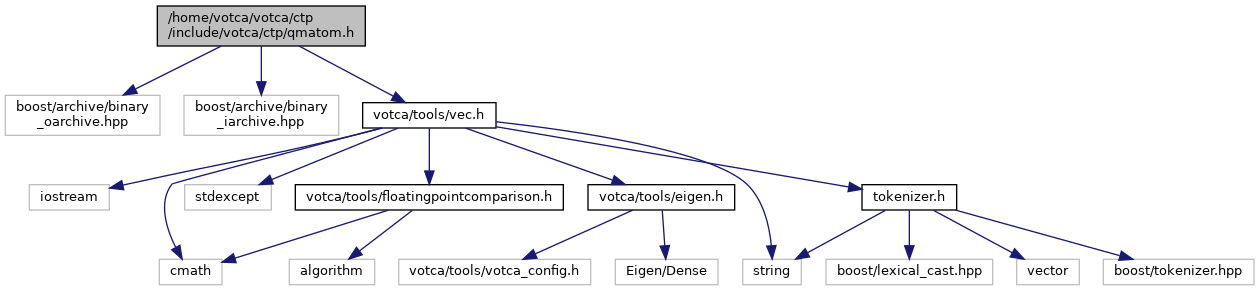 /home/votca/votca/ctp
/include/votca/ctp/qmatom.h
boost/archive/binary
_oarchive.hpp
boost/archive/binary
_iarchive.hpp
votca/tools/vec.h
iostream
stdexcept
votca/tools/floatingpointcomparison.h
votca/tools/eigen.h
tokenizer.h
cmath
algorithm
votca/tools/votca_config.h
Eigen/Dense
string
boost/lexical_cast.hpp
vector
boost/tokenizer.hpp